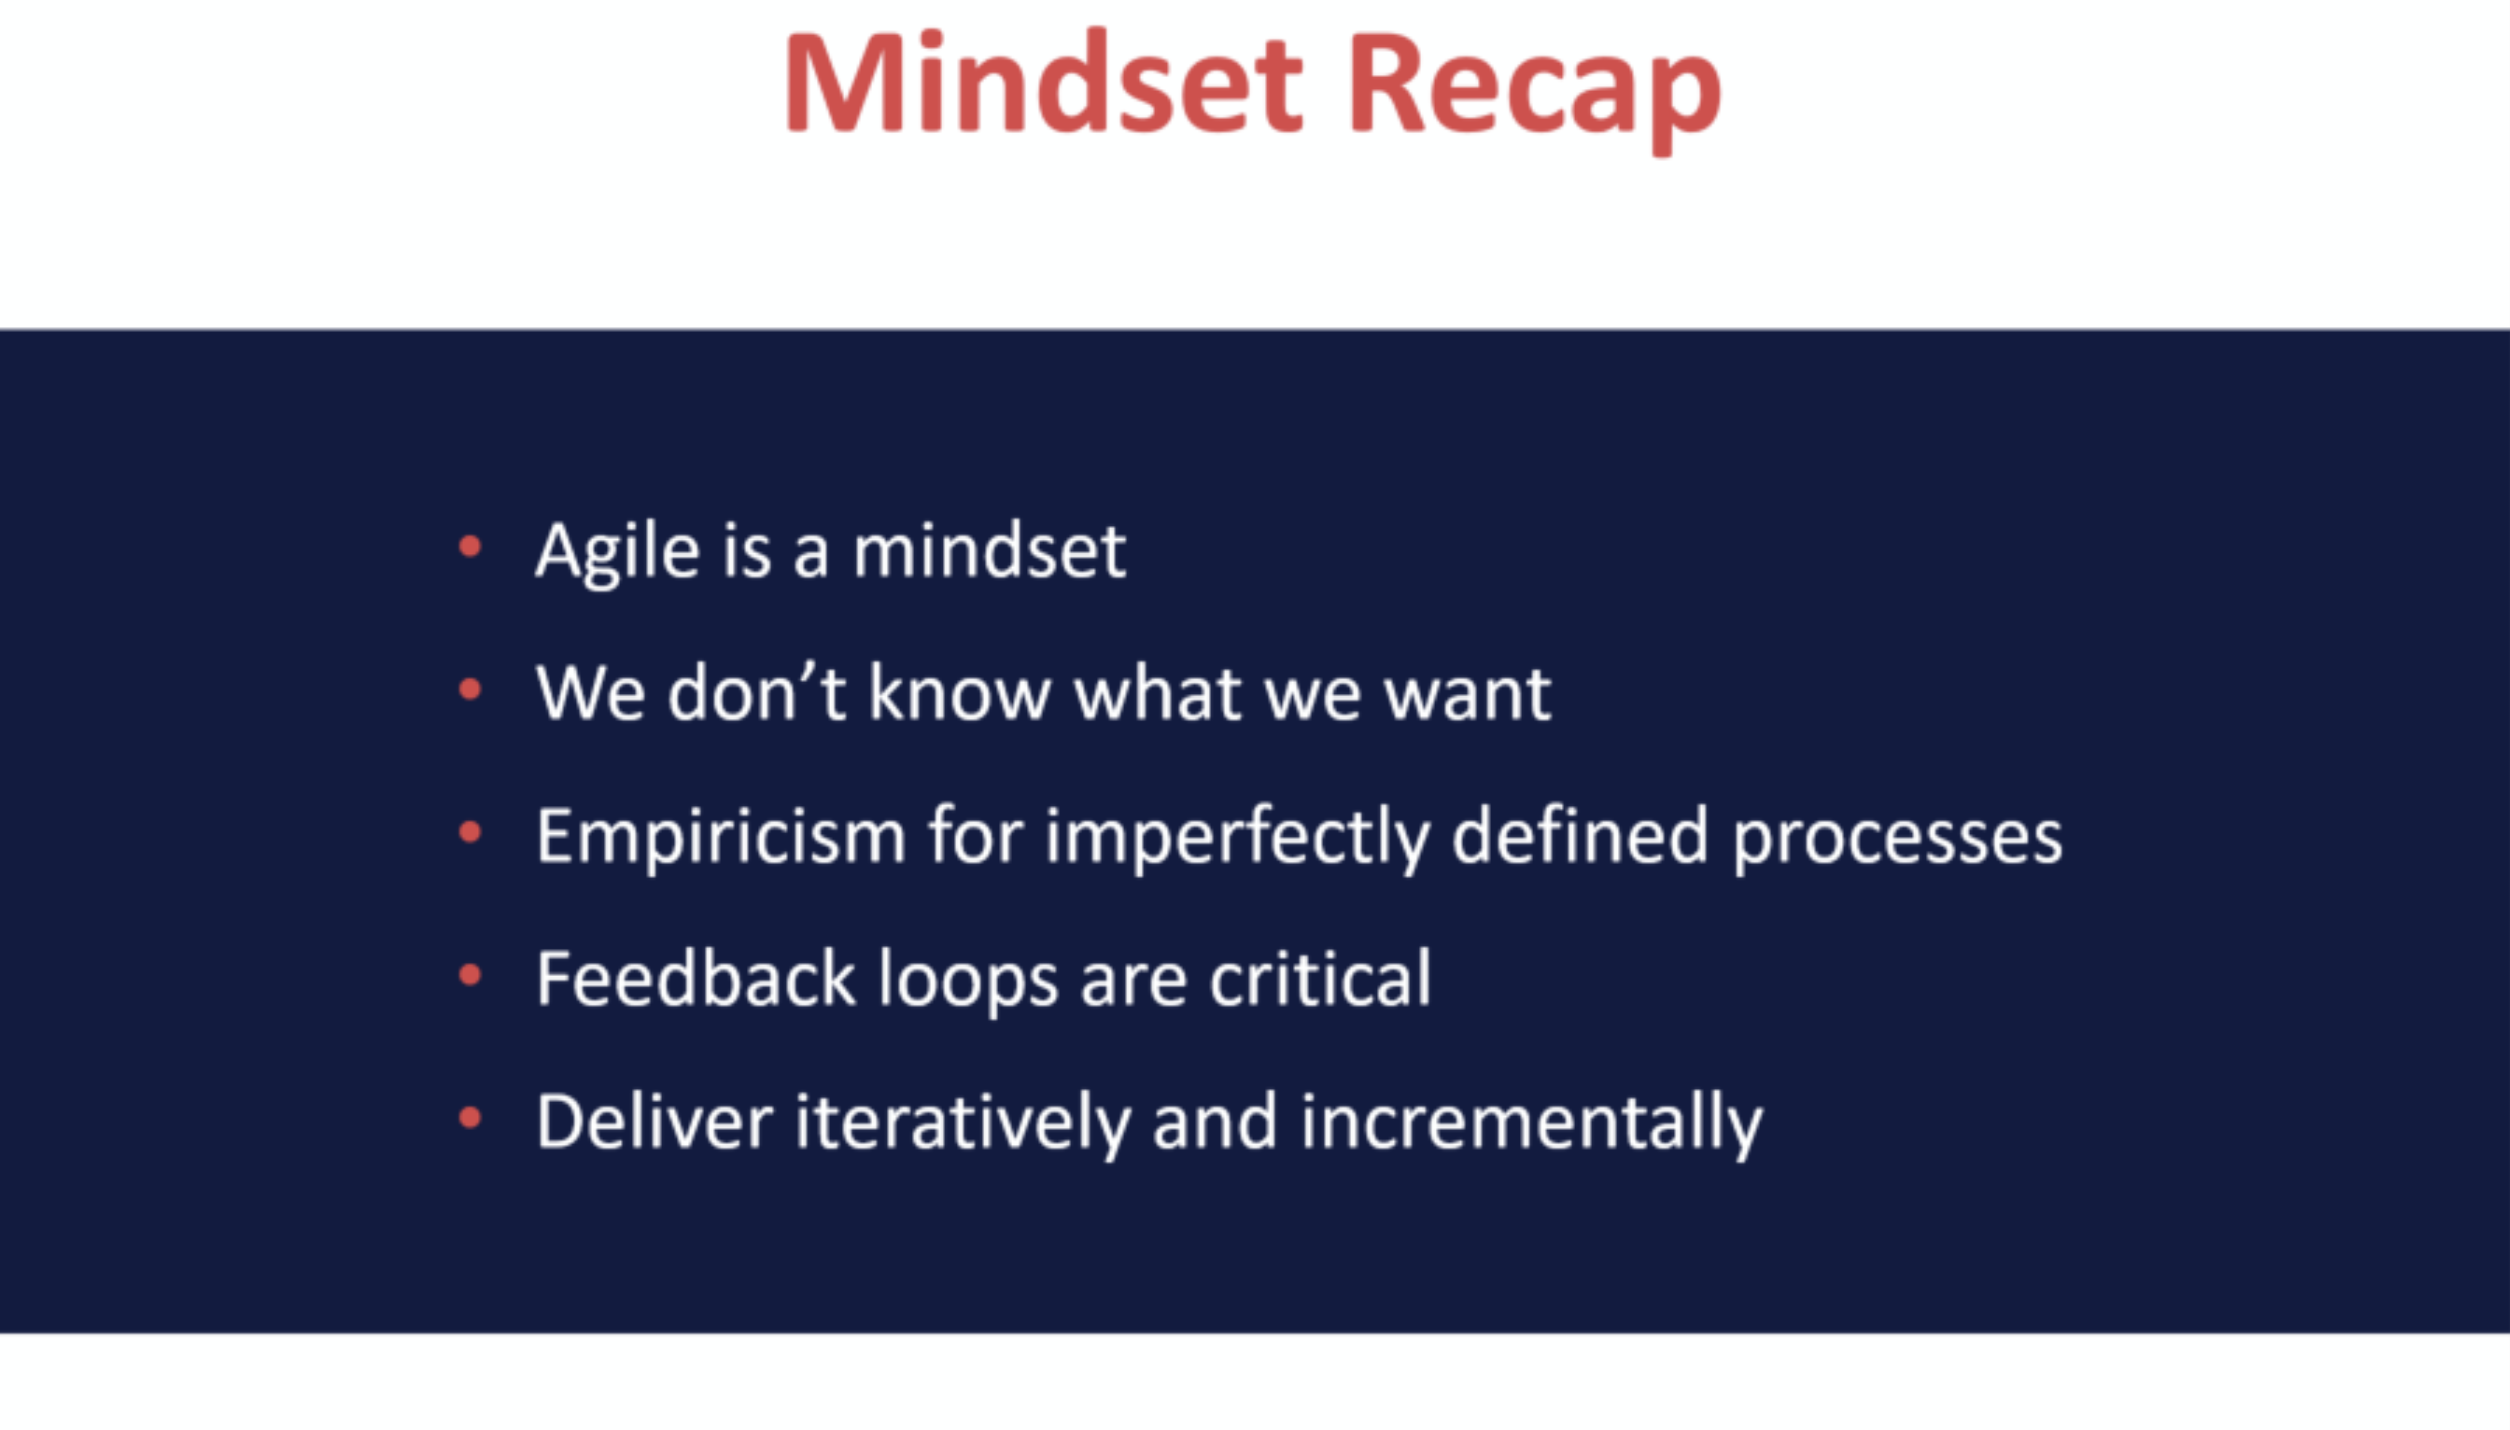 Mindset Recap
• Agile is a mindset
• We don’t know what we want
• Empiricism for imperfectly defined processes
• Feedback loops are critical
• Deliver iteratively and incrementally